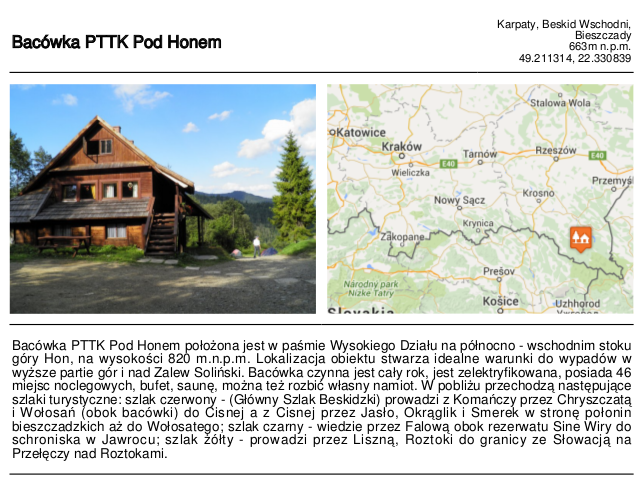 Karpaty, Beskid Wschodni,
Bieszczady
663m n.p.m.
49.211314, 22.330839
Bacówka PTTK Pod Honem
Stalowa Wola
Katowice
Kraków
E40
Tarnów
Rzeszów
E40
Wieliczka
Przemyśl
Krosno
Nowy Sącz
Krynica
Zakopane
Narodny park
Nizke Tatry
Prešov
Košice
Uzhhorod
Slovakia
Bacówka PTTK Pod Honem położona jest w paśmie Wysokiego Działu na północno - wschodnim stoku
góry Hon, na wysokości 820 m.n.p.m. Lokalizacja obiektu stwarza idealne warunki do wypadów w
wyższe partie gór i nad Zalew Soliński. Bacówka czynna jest cały rok, jest zelektryfikowana, posiada 46
miejsc noclegowych, bufet, saunę, można też rozbić własny namiot. W pobliżu przechodzą następujące
szlaki turystyczne: szlak czerwony - (Główny Szlak Beskidzki) prowadzi z Komańczy przez Chryszczatą
i Wołosań (obok bacówki) do Cisnej a z Cisnej przez Jasło, Okrąglik i Smerek w stronę połonin
bieszczadzkich aż do Wołosatego; szlak czarny - wiedzie przez Falową obok rezerwatu Sine Wiry do
schroniska w Jawrocu; szlak żółty - prowadzi przez Liszną, Roztoki do granicy ze Słowacją na
Przełęczy nad Roztokami.